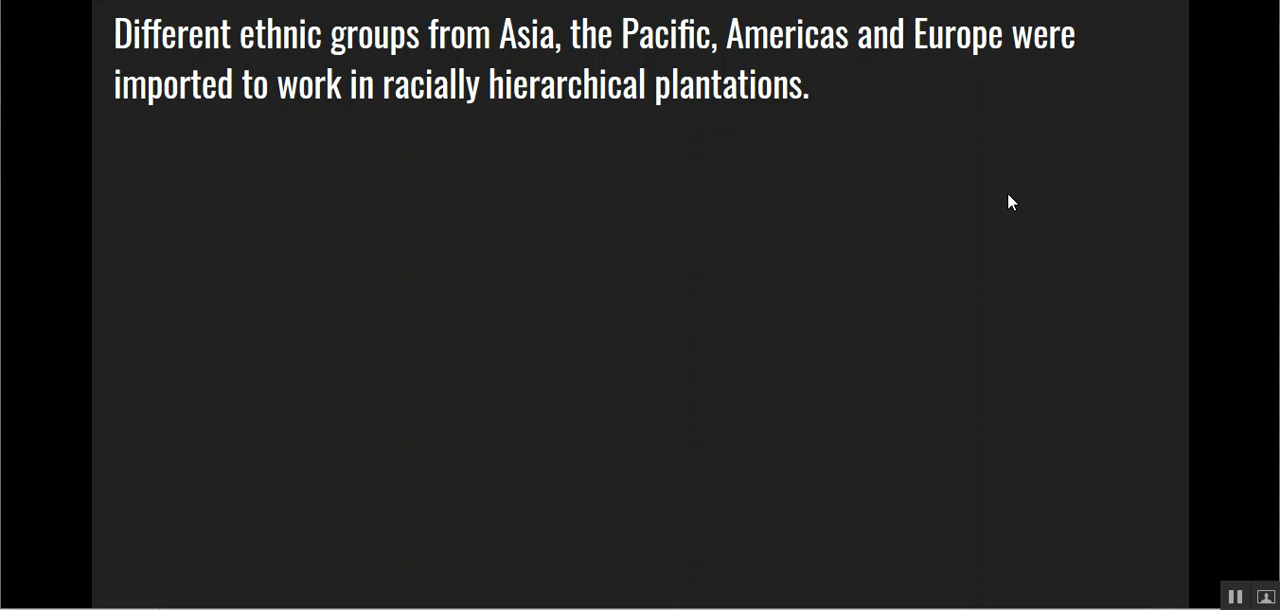 Different ethnic groups from Asia, the Pacific, Americas and Europe were
imported to work in racially hierarchical plantations.